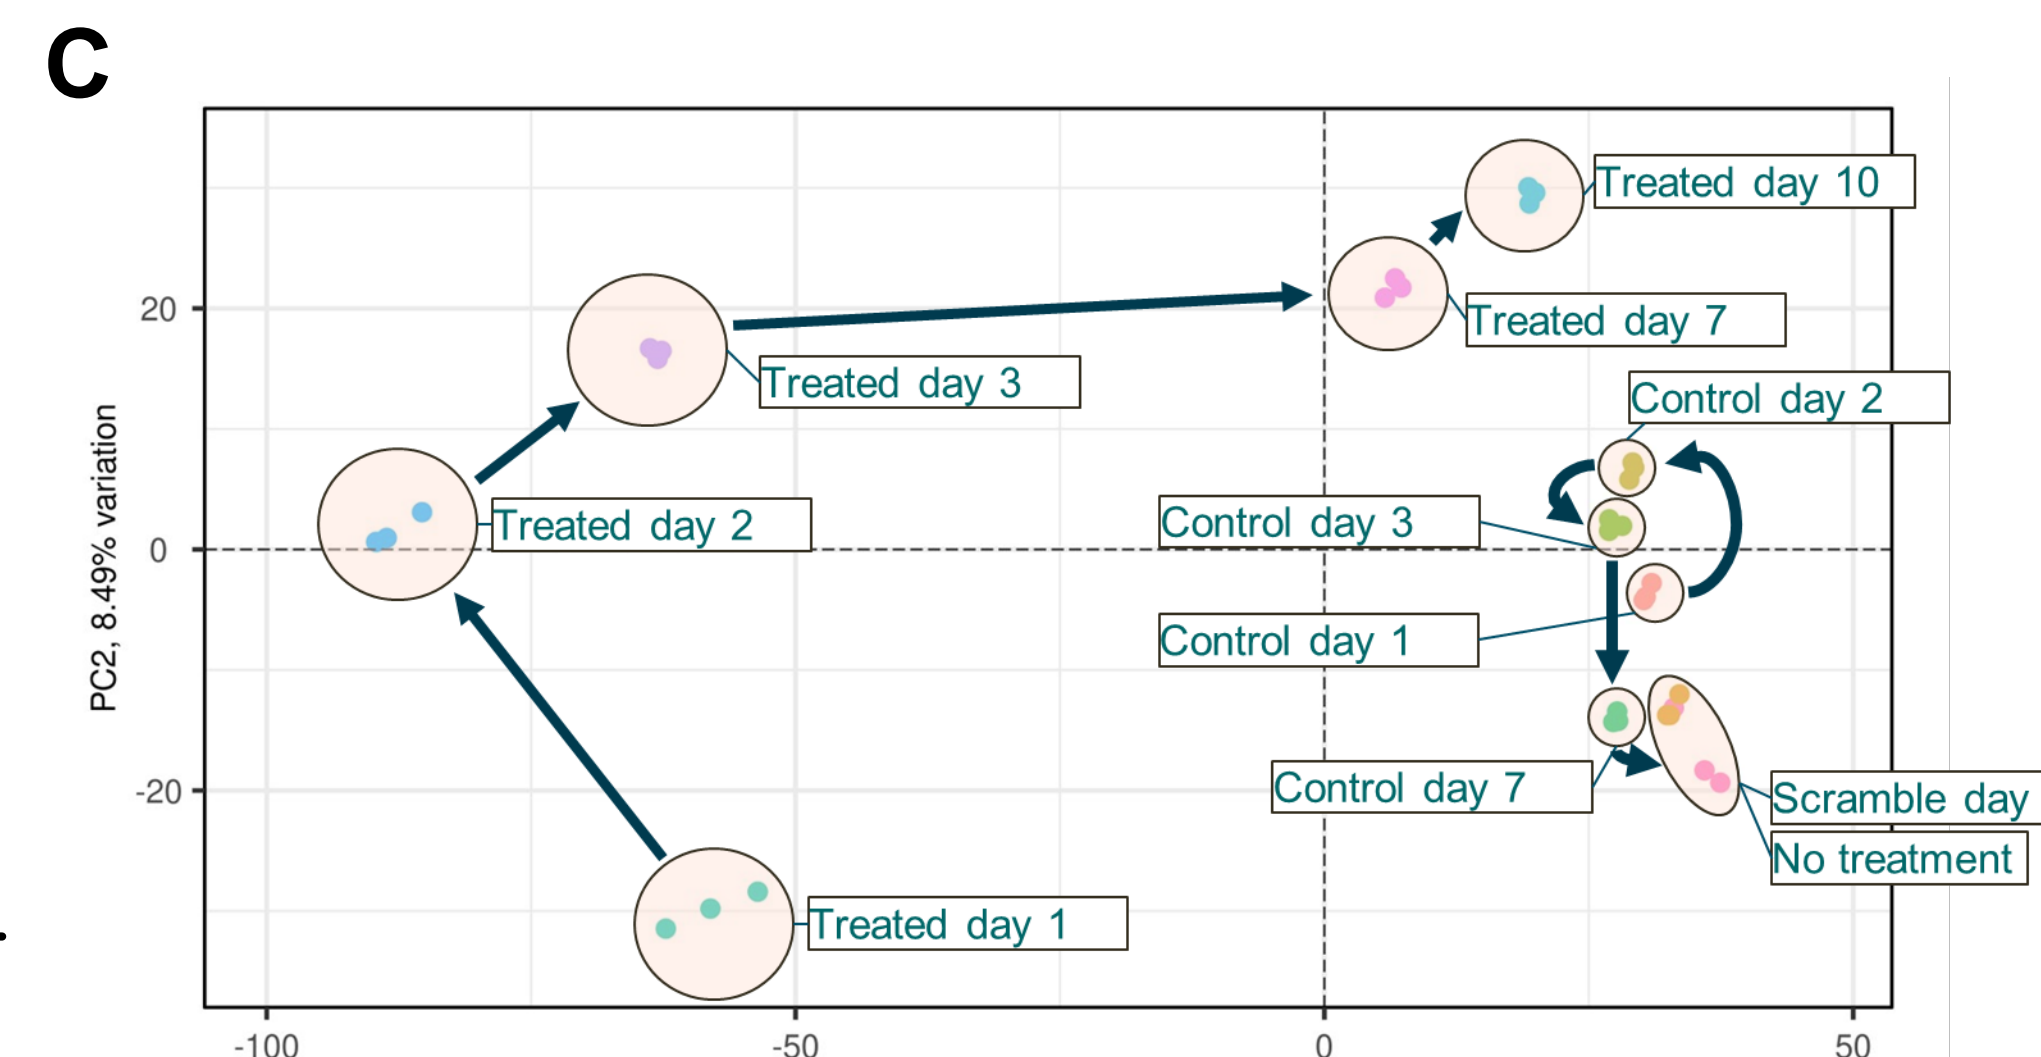 C
Treated day 10
20
Treated day 7
Treated day 3
Control day 2
PC2, 8.49% variation
Treated day 2
Control day 3
0
Control day 1
-20
Control day 7
Scramble day
No treatment
Treated day 1
-100
-50
0
50